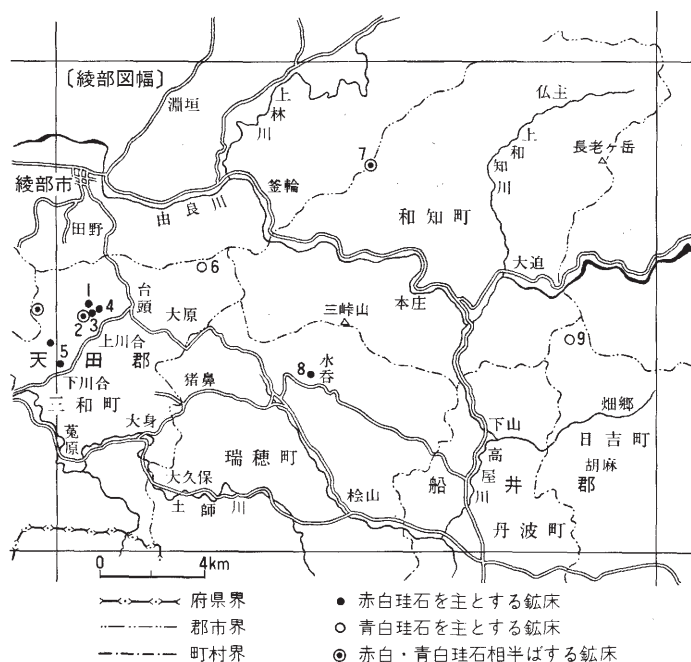 〔綾部図幅〕
淵垣
上林川
仏主
上和知川
長老ヶ岳
7
綾部市
釜輪
和知町
田野
由良川
大迫
6
台頭
1
4
3
2
大原
本庄
三峠山
9
上川合
天田郡
5
下川合
猪鼻
8
水呑
三和町
畑郷
大身
下山
日吉町
菟原
高屋川
胡麻
瑞穂町
船井郡
大久保
土師川
桧山
丹波町
0 4km
府県界
郡市界
町村界
赤白珪石を主とする鉱床
青白珪石を主とする鉱床
赤白・青白珪石相半ばする鉱床